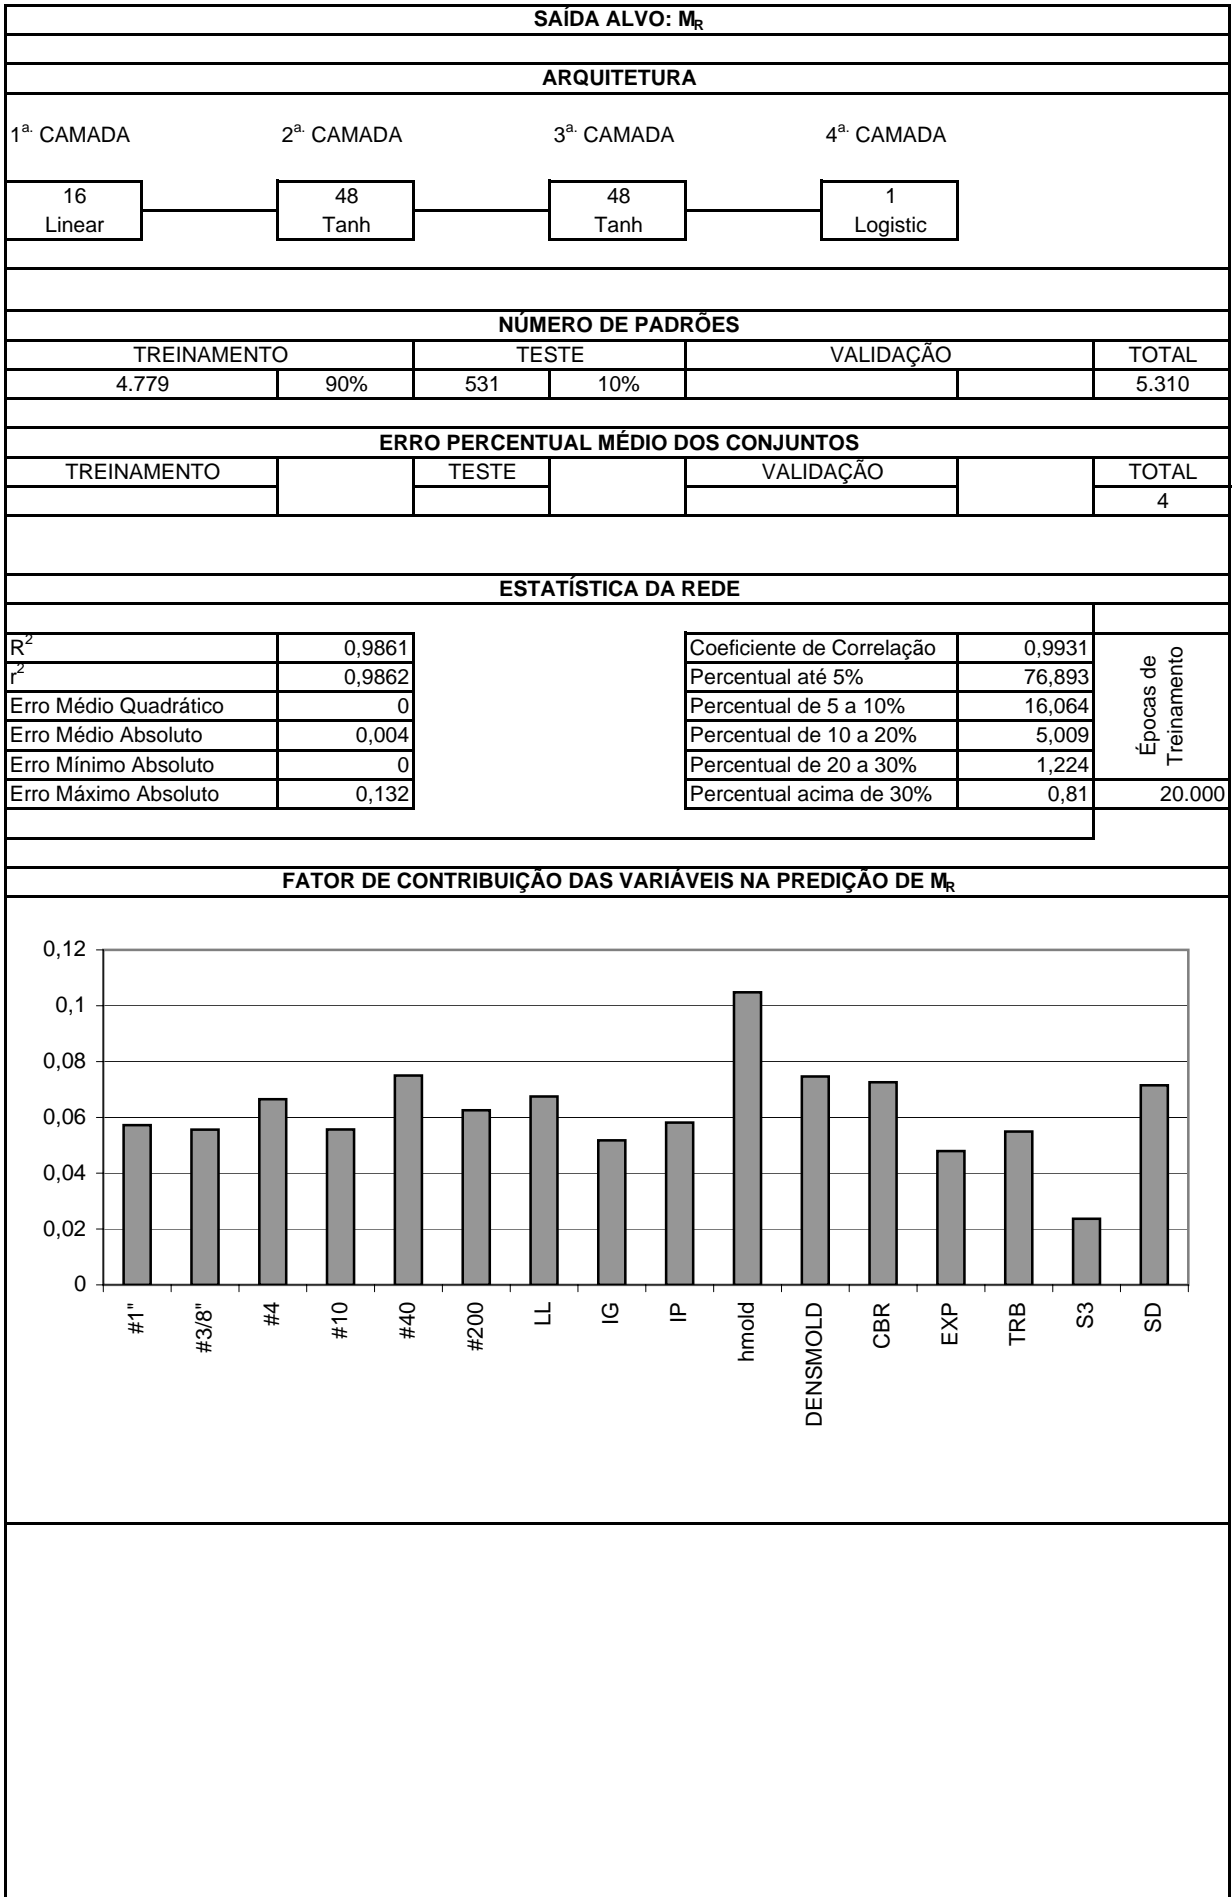 SAÍDA ALVO: MR
ARQUITETURA
1a. CAMADA 2a. CAMADA 3a. CAMADA 4a. CAMADA
16 48 48 1
Linear Tanh Tanh Logistic
NÚMERO DE PADRÕES
TREINAMENTO TESTE VALIDAÇÃO TOTAL
4.779 90% 531 10% 5.310
ERRO PERCENTUAL MÉDIO DOS CONJUNTOS
TREINAMENTO TESTE VALIDAÇÃO TOTAL
4
ESTATÍSTICA DA REDE
R2 0,9861 Coeficiente de Correlação 0,9931
r2 0,9862 Percentual até 5% 76,893
Erro Médio Quadrático 0 Percentual de 5 a 10% 16,064
Erro Médio Absoluto 0,004 Percentual de 10 a 20% 5,009
Erro Mínimo Absoluto 0 Percentual de 20 a 30% 1,224
Épocas de
Treinamento
Erro Máximo Absoluto 0,132 Percentual acima de 30% 0,81 20.000
FATOR DE CONTRIBUIÇÃO DAS VARIÁVEIS NA PREDIÇÃO DE MR
0,12
0,1
0,08
0,06
0,04
0,02
0
#1" #3/8" #4 #10 #40 #200 LL IG IP hmold DENSMOLD CBR EXP TRB S3 SD